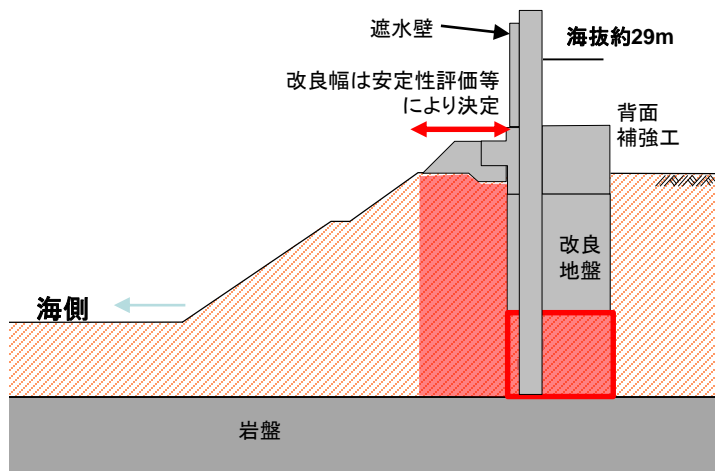 遮水壁
海抜約29m
改良幅は安定性評価等
により決定
背面
補強工
改良
地盤
海側
岩盤